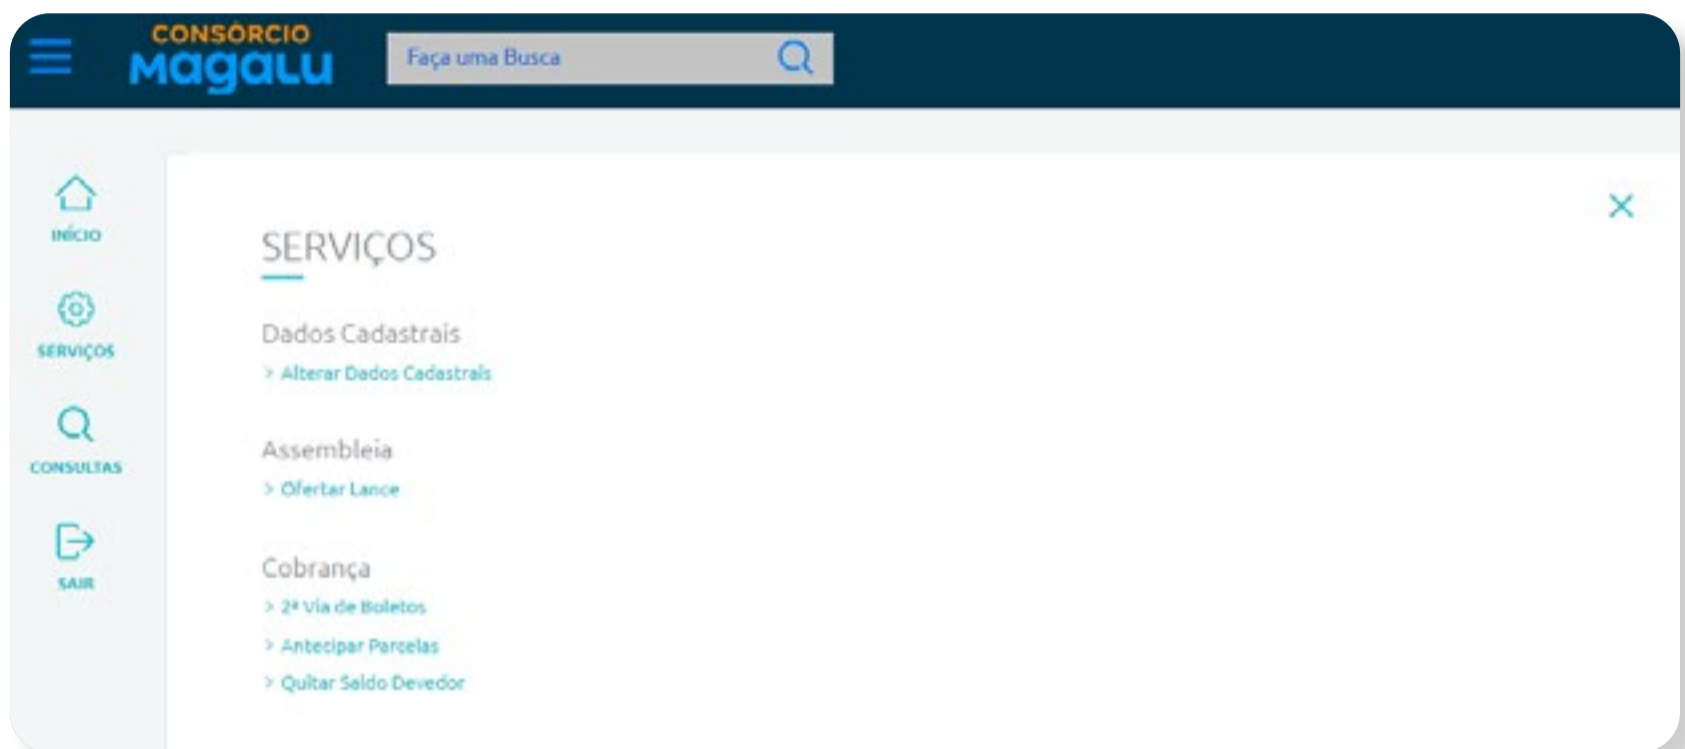 CONSÓRCIO
Magalu
Faça uma Busca
INÍCIO
SERVIÇOS
CONSULTAS
SAIR
SERVIÇOS
Dados Cadastrais
> Alterar Dados Cadastrais
Assembleia
> Ofertar Lance
Cobrança
> 2ª Via de Boletos
> Antecipar Parcelas
> Quitar Saldo Devedor